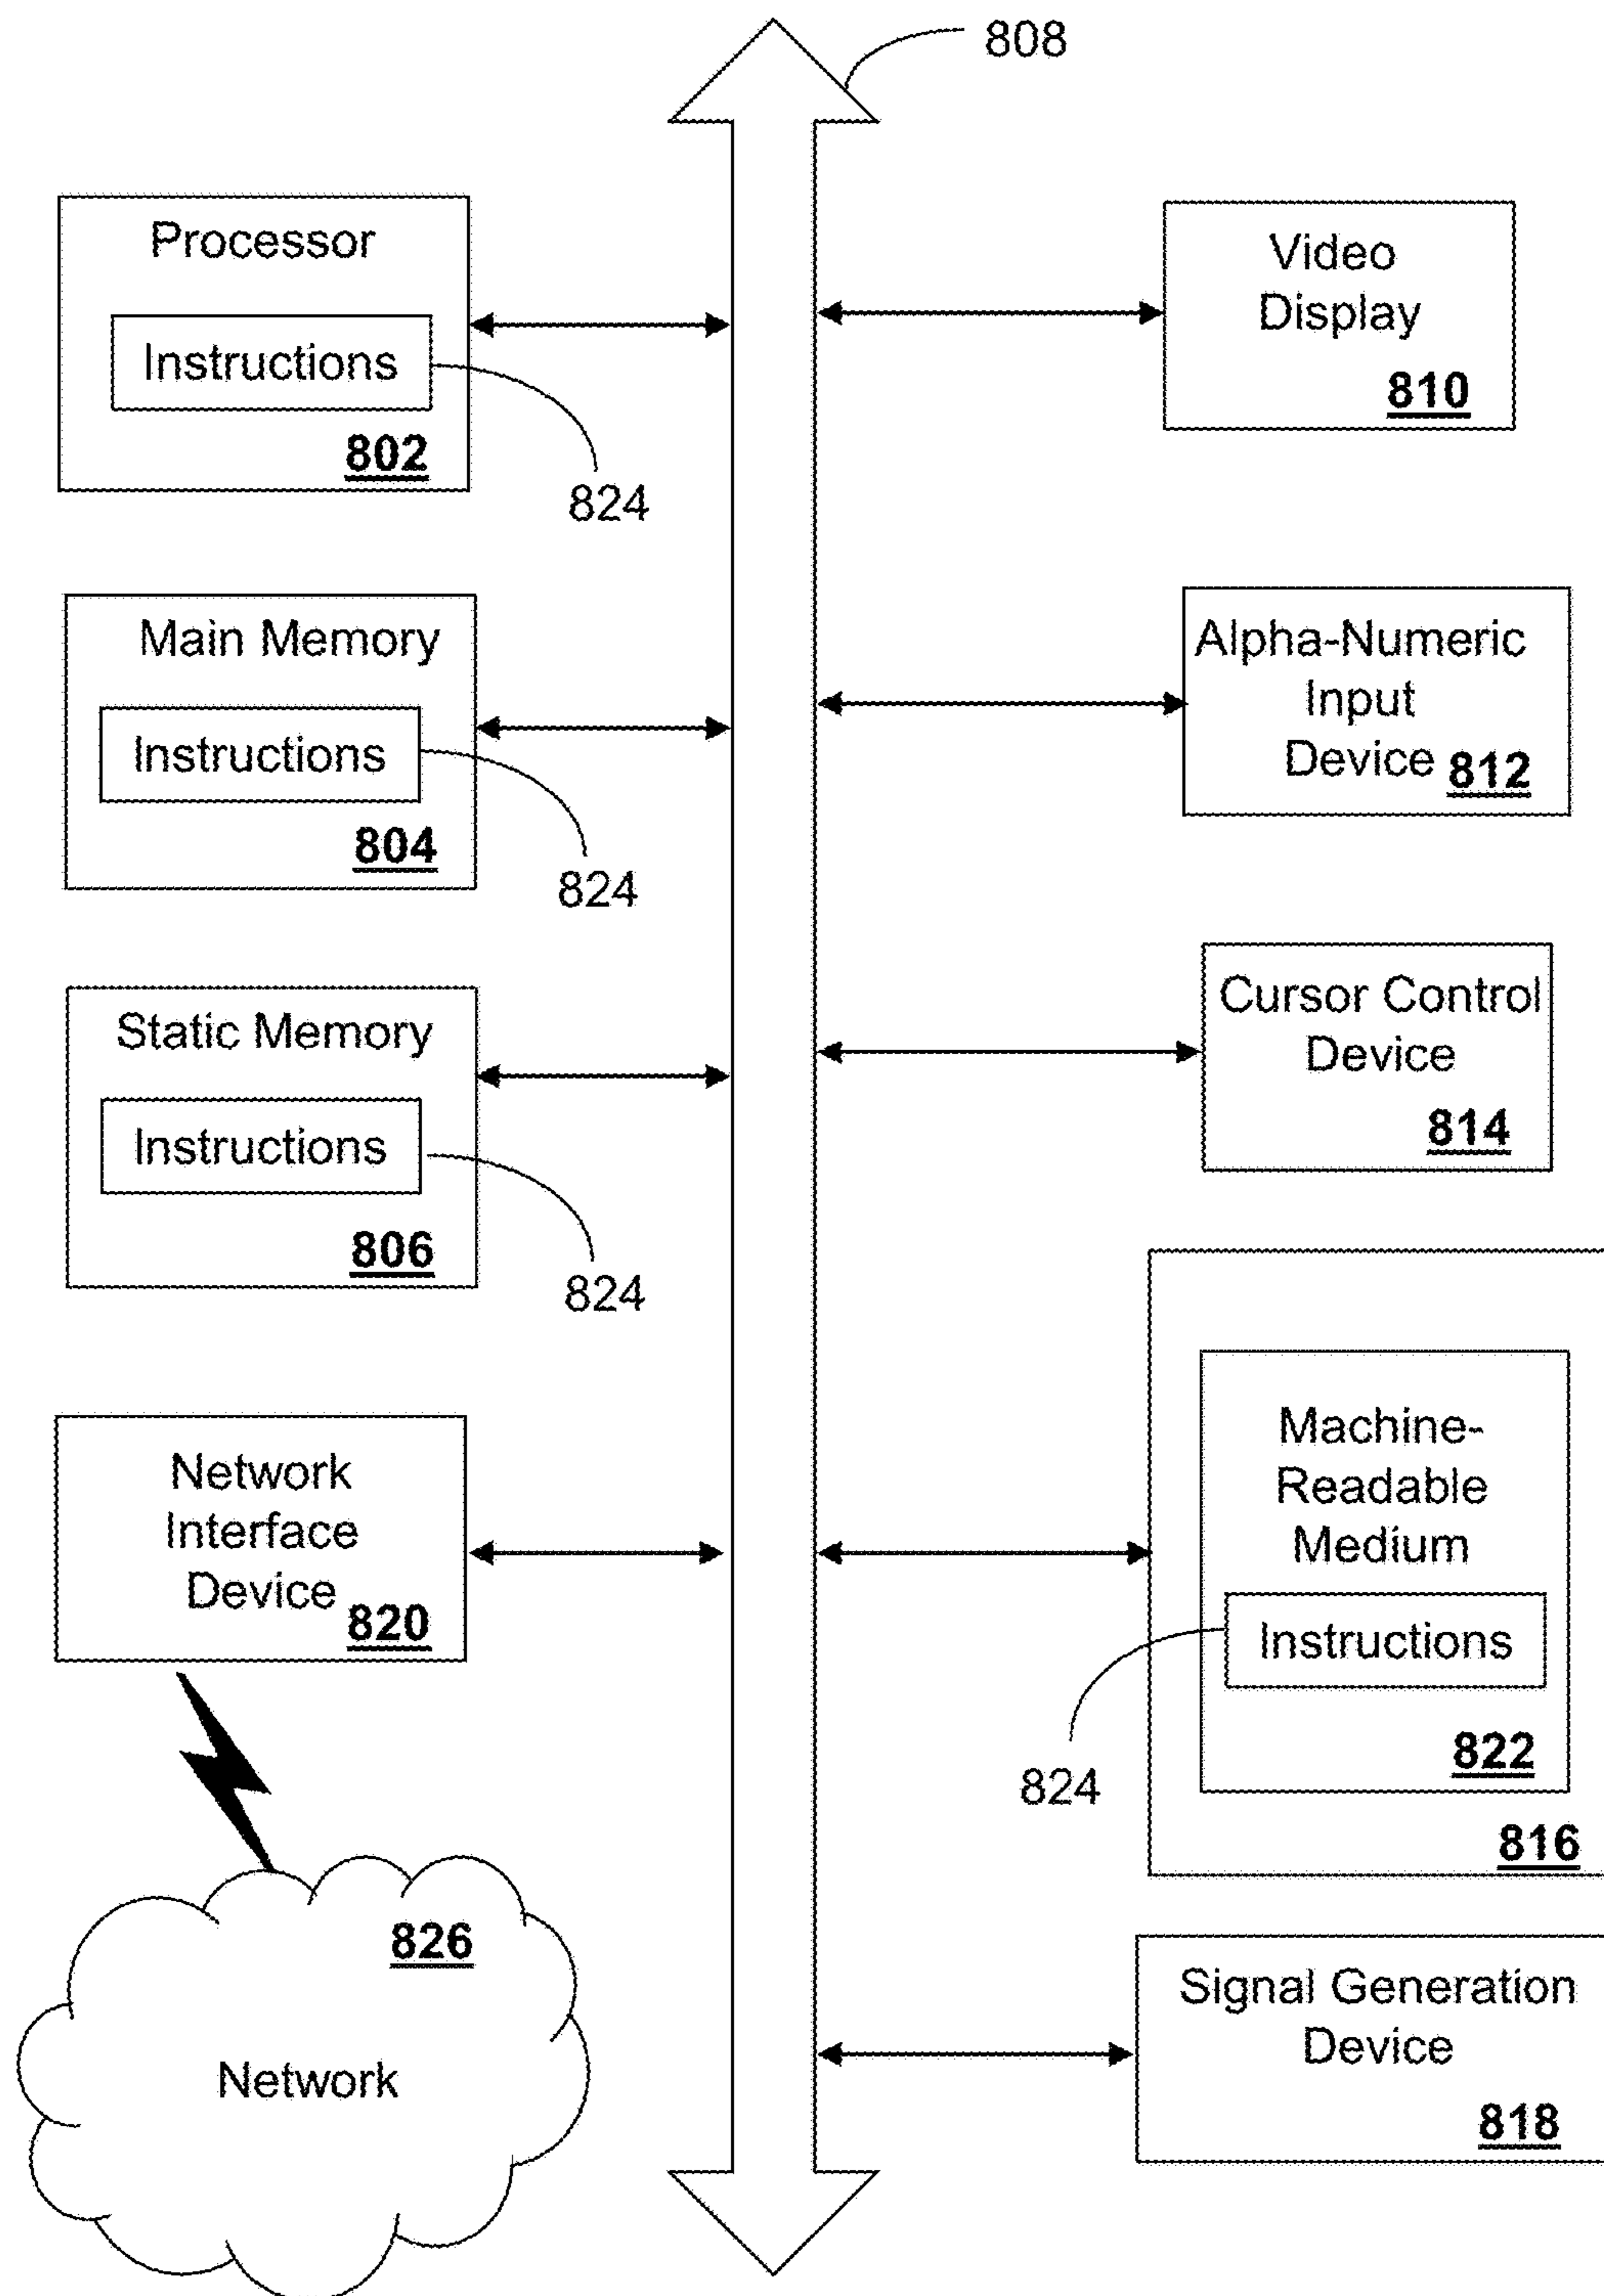 808
Processor
Instructions
802
824
Main Memory
Instructions
804
824
Static Memory
Instructions
806
824
Network
Interface
Device
820
826
Network
Video
Display
810
Alpha-Numeric
Input
Device 812
Cursor Control
Device
814
Machine-
Readable
Medium
Instructions
822
824
816
Signal Generation
Device
818